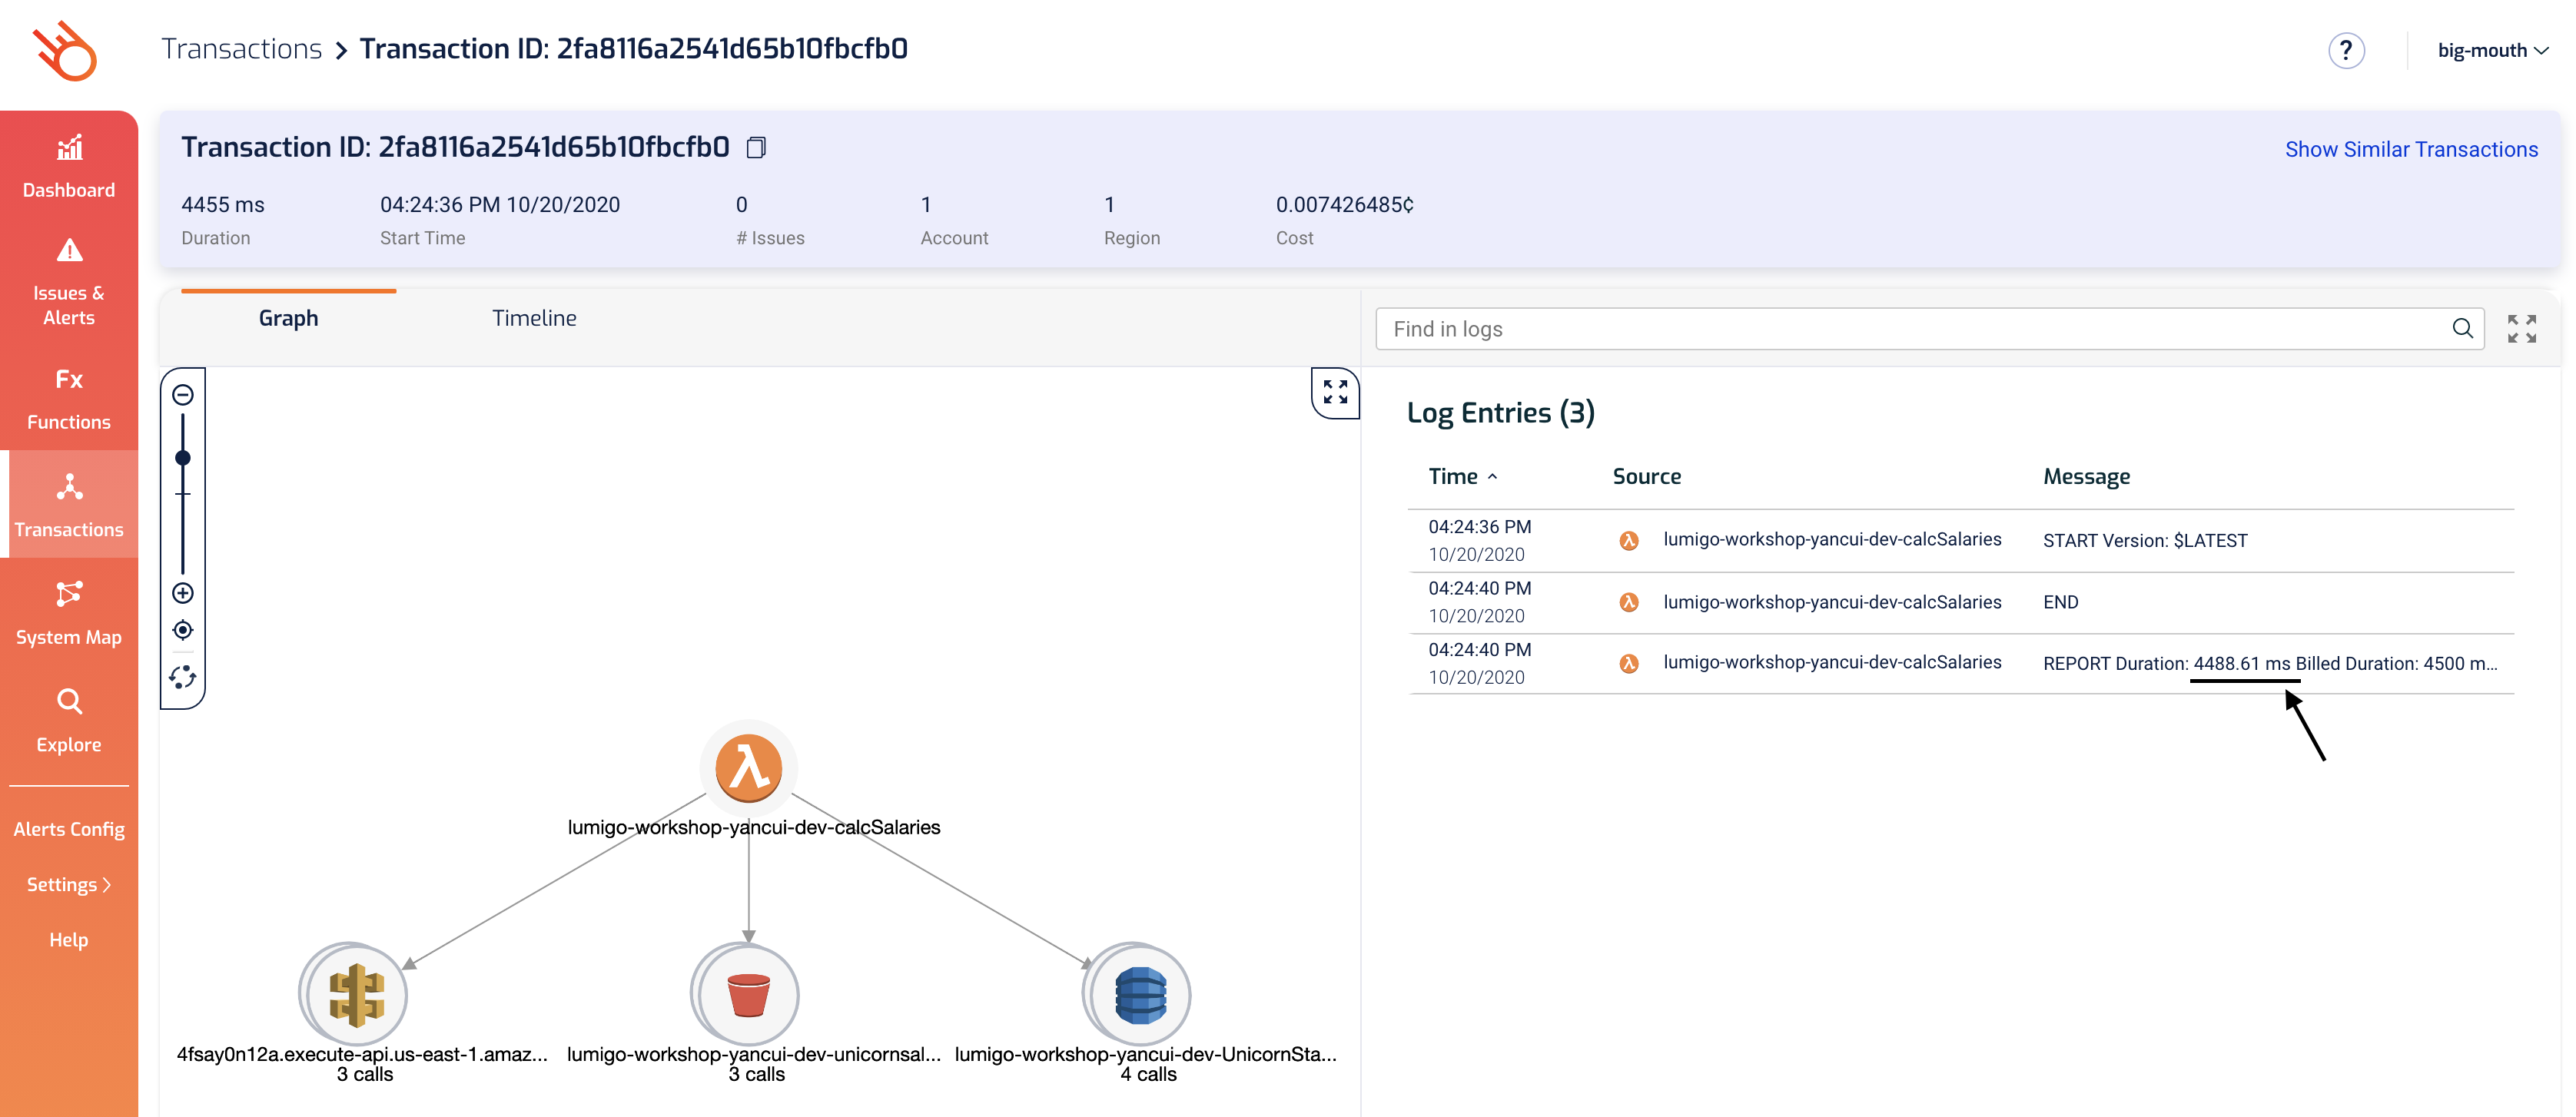 Transactions > Transaction ID: 2fa8116a2541d65b10fbcfb0
?
big-mouth
Dashboard
Issues &
Alerts
Fx
Functions
Transactions
System Map
Explore
Alerts Config
Settings >
Help
Transaction ID: 2fa8116a2541d65b10fbcfb0
Show Similar Transactions
4455 ms
Duration
04:24:36 PM 10/20/2020
Start Time
0
# Issues
1
Account
1
Region
0.007426485¢
Cost
Graph
Timeline
λ
lumigo-workshop-yancui-dev-calcSalaries
4fsay0n12a.execute-api.us-east-1.amaz...
3 calls
lumigo-workshop-yancui-dev-unicornsal...
3 calls
lumigo-workshop-yancui-dev-UnicornSta...
4 calls
Find in logs
Log Entries (3)
Time Source Message
04:24:36 PM
10/20/2020
λ lumigo-workshop-yancui-dev-calcSalaries START Version: $LATEST
04:24:40 PM
10/20/2020
λ lumigo-workshop-yancui-dev-calcSalaries END
04:24:40 PM
10/20/2020
λ lumigo-workshop-yancui-dev-calcSalaries REPORT Duration: 4488.61 ms Billed Duration: 4500 m...